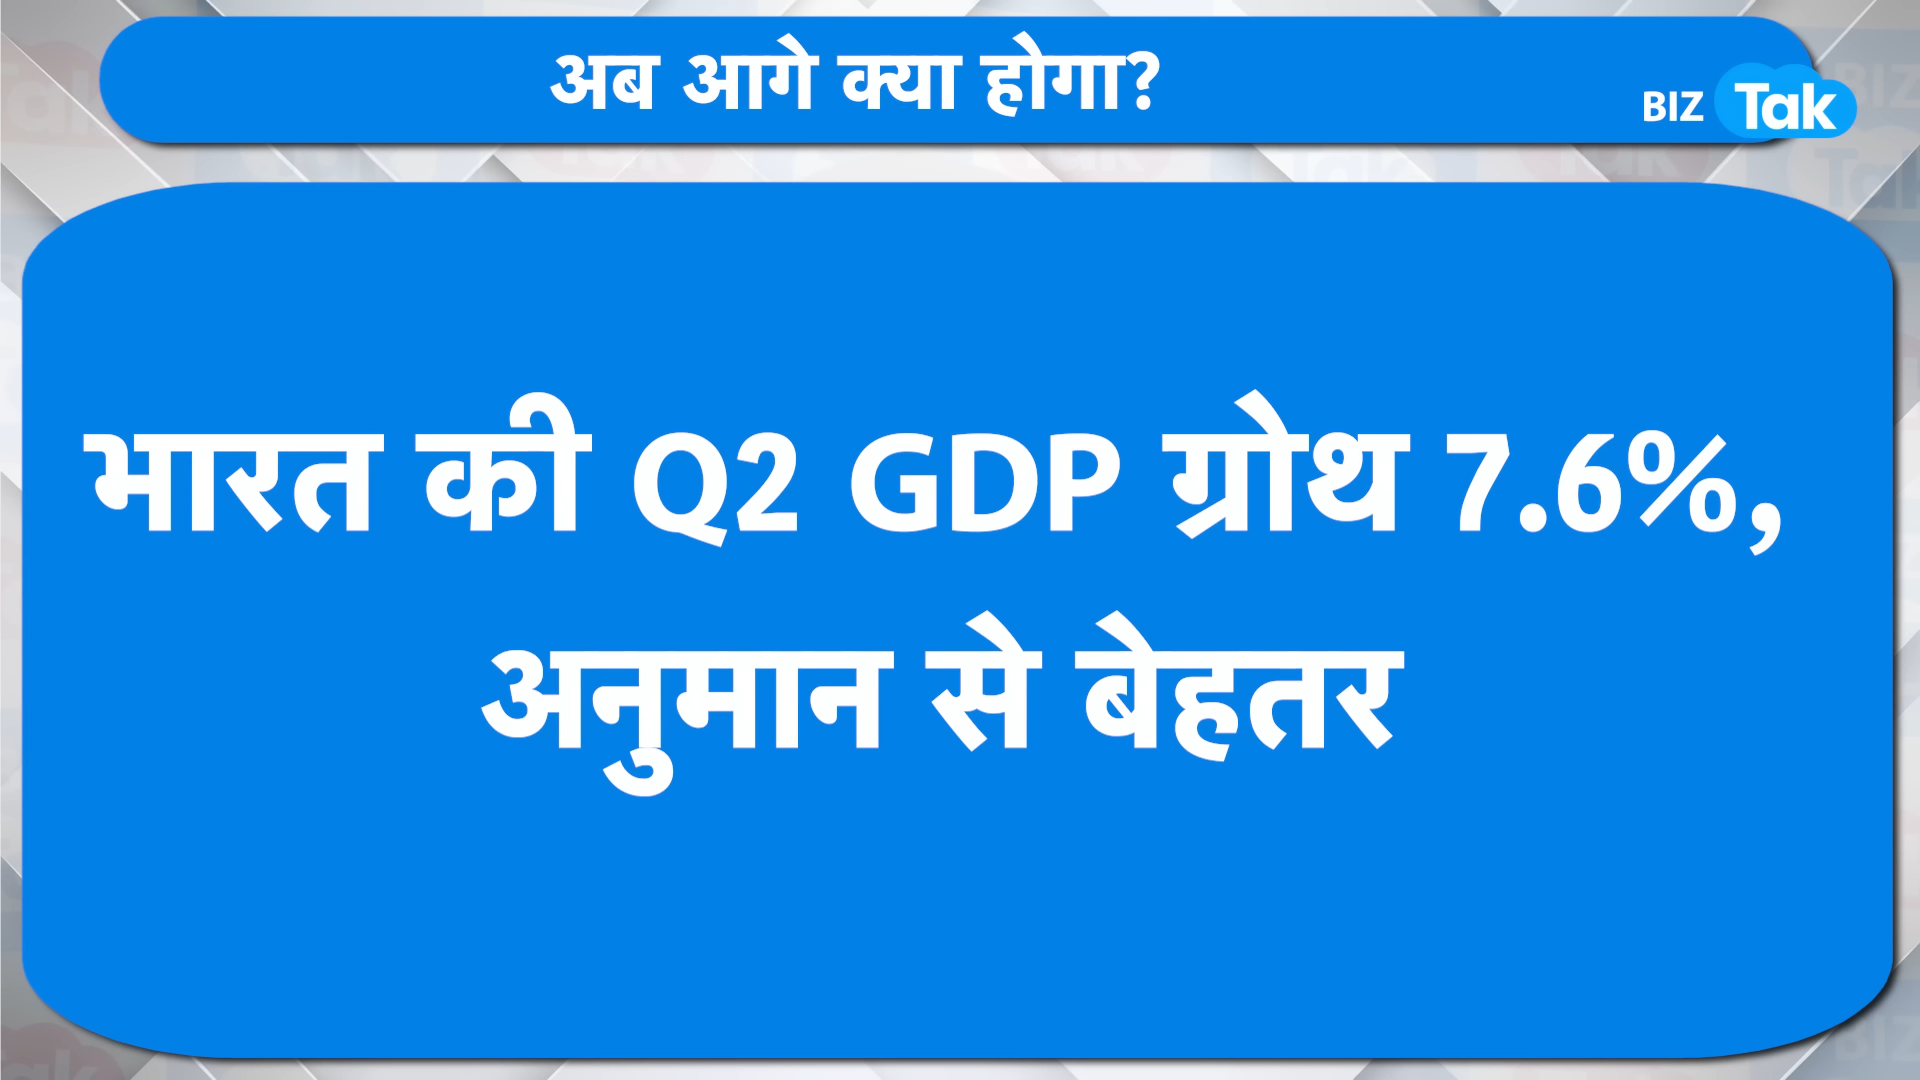 अब आगे क्या होगा?
BIZ Tak
भारत की Q2 GDP ग्रोथ 7.6%,
अनुमान से बेहतर